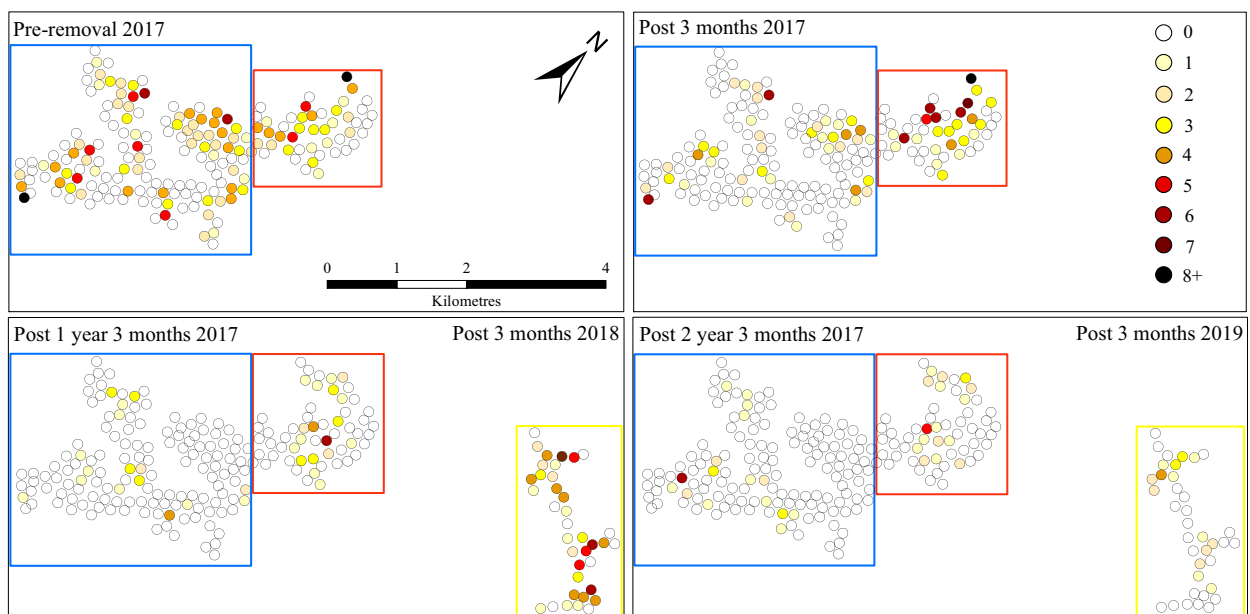 Pre-removal 2017
N
0 1 2 4
Kilometres
Post 3 months 2017
0
1
2
3
4
5
6
7
8+
Post 1 year 3 months 2017
Post 3 months 2018
Post 2 year 3 months 2017
Post 3 months 2019